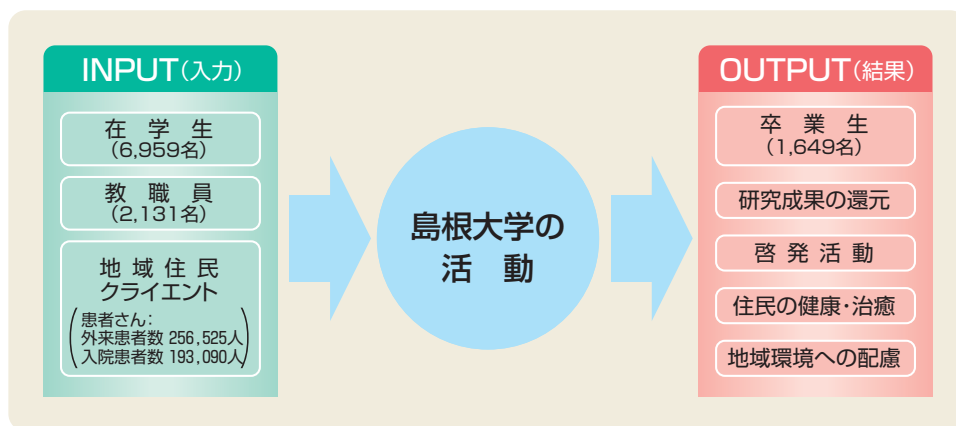 INPUT(入力)
在 学 生
(6,959名)
教 職 員
(2,131名)
地 域 住 民
クライエント
(患者さん:
外来患者数 256,525人
入院患者数 193,090人)
島根大学の
活 動
OUTPUT(結果)
卒 業 生
(1,649名)
研究成果の還元
啓 発 活 動
住民の健康・治癒
地域環境への配慮